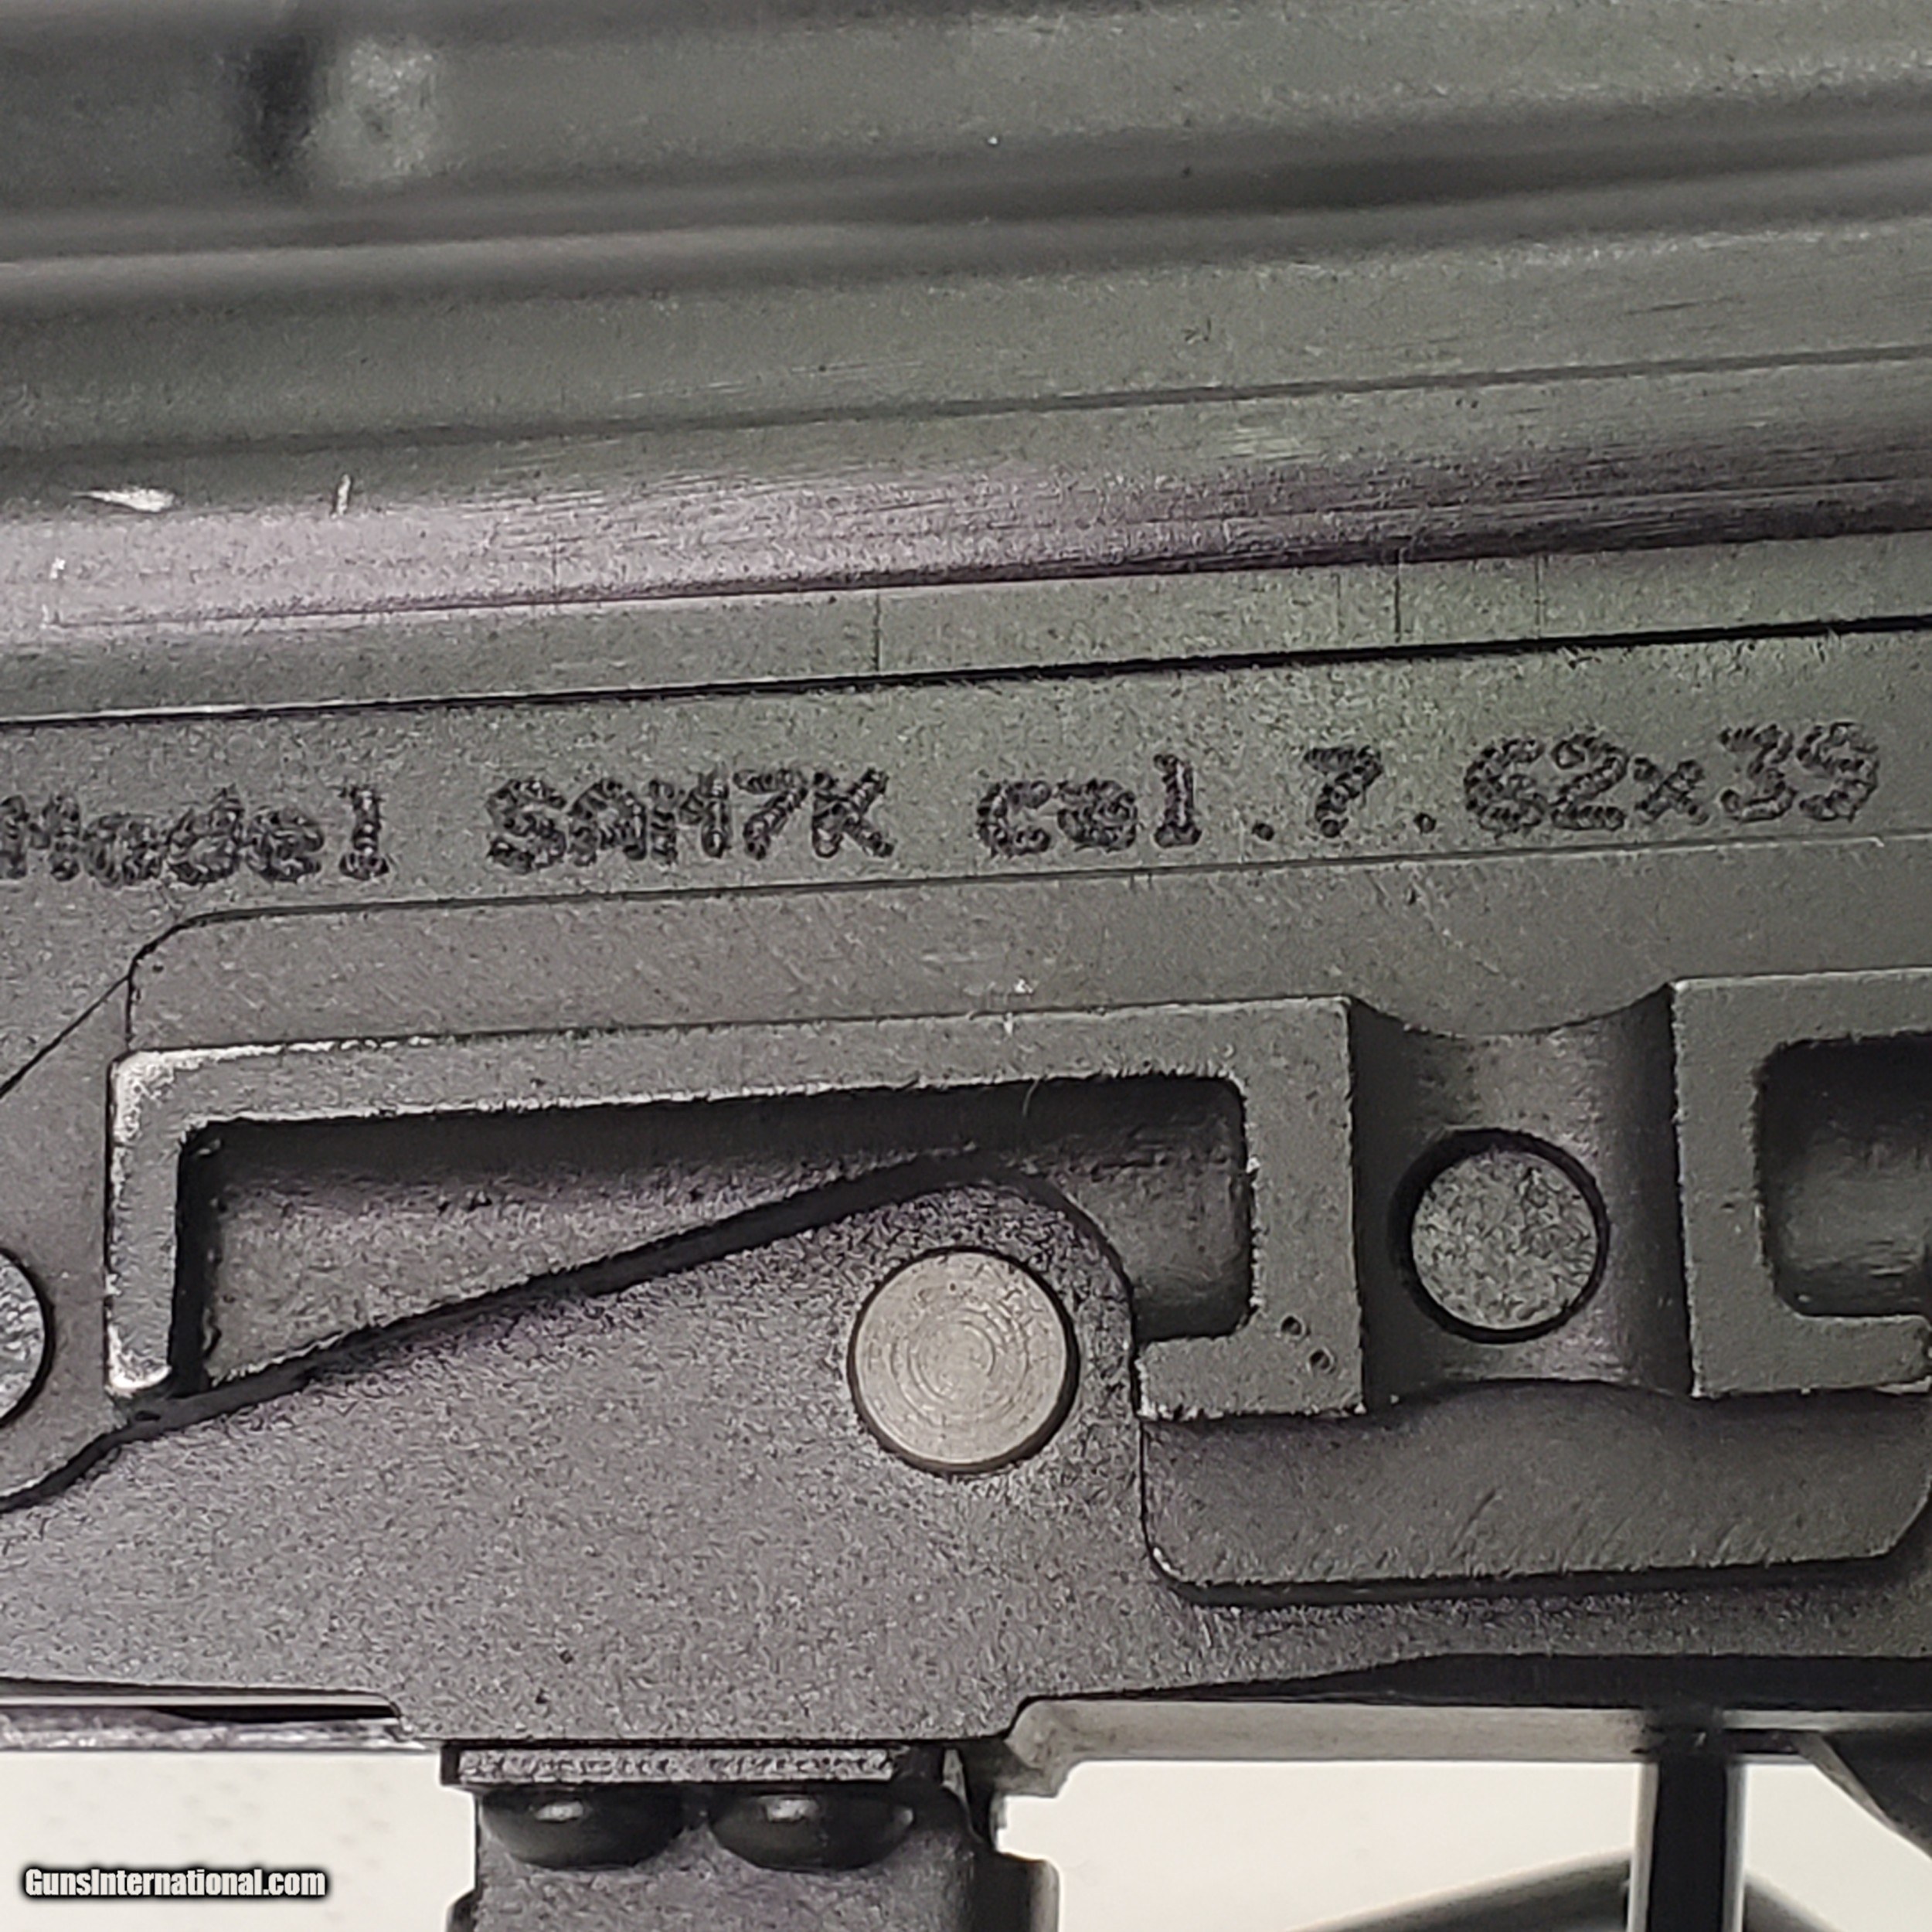 Model SAM7K cal.7.62x39
GunsInternational.com